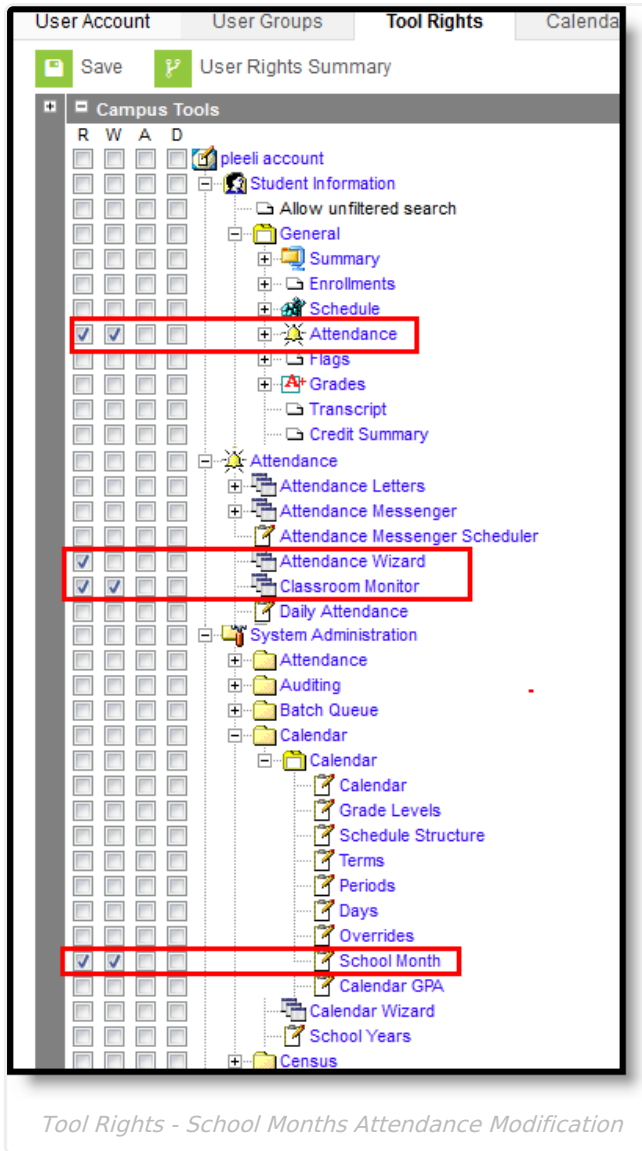 User Account User Groups Tool Rights Calenda
Save User Rights Summary
Campus Tools
R W A D
pleeli account
Student Information
Allow unfiltered search
General
Summary
Enrollments
Schedule
Attendance
Flags
A+ Grades
Transcript
Credit Summary
Attendance
Attendance Letters
Attendance Messenger
Attendance Messenger Scheduler
Attendance Wizard
Classroom Monitor
Daily Attendance
System Administration
Attendance
Auditing
Batch Queue
Calendar
Calendar
Calendar
Grade Levels
Schedule Structure
Terms
Periods
Days
Overrides
School Month
Calendar GPA
Calendar Wizard
School Years
Census
Tool Rights - School Months Attendance Modification